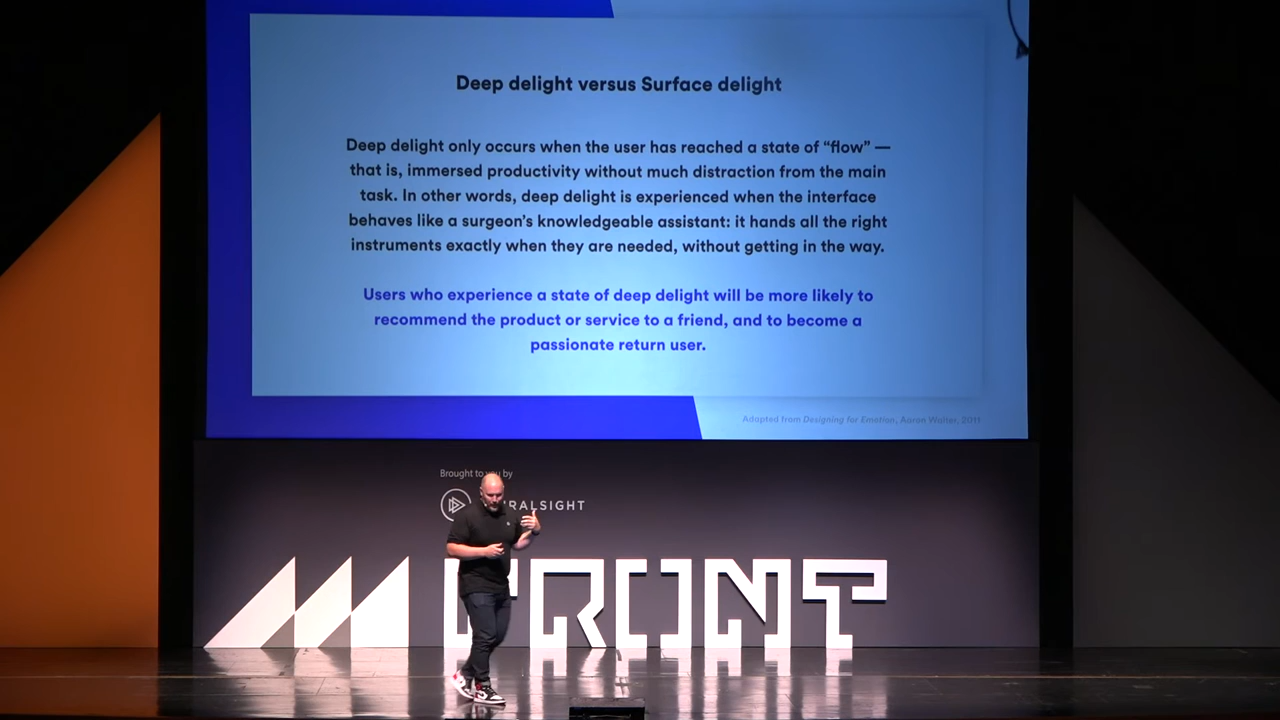 Deep delight versus Surface delight
Deep delight only occurs when the user has reached a state of “flow” —
that is, immersed productivity without much distraction from the main
task. In other words, deep delight is experienced when the interface
behaves like a surgeon’s knowledgeable assistant: it hands all the right
instruments exactly when they are needed, without getting in the way.
Users who experience a state of deep delight will be more likely to
recommend the product or service to a friend, and to become a
passionate return user.
Adapted from Designing for Emotion, Aaron Walter, 2011
Brought to you by
RALSIGHT
FRONT